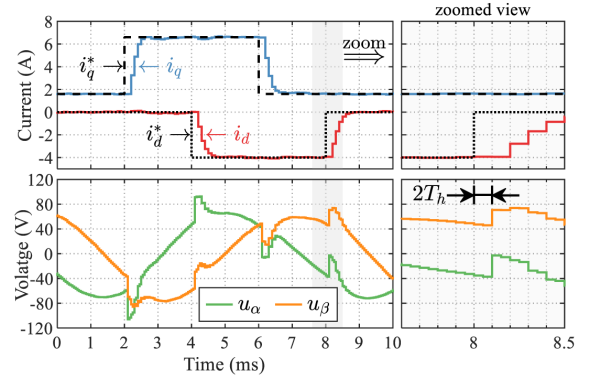 zoomed view
8
6
4
2
0
-2
-4
Current (A)
zoom
i*q
iq
i*d
id
120
80
40
0
-40
-80
-120
Volatge (V)
uα
uβ
2Th
0 1 2 3 4 5 6 7 8 9 10
8 8.5
Time (ms)